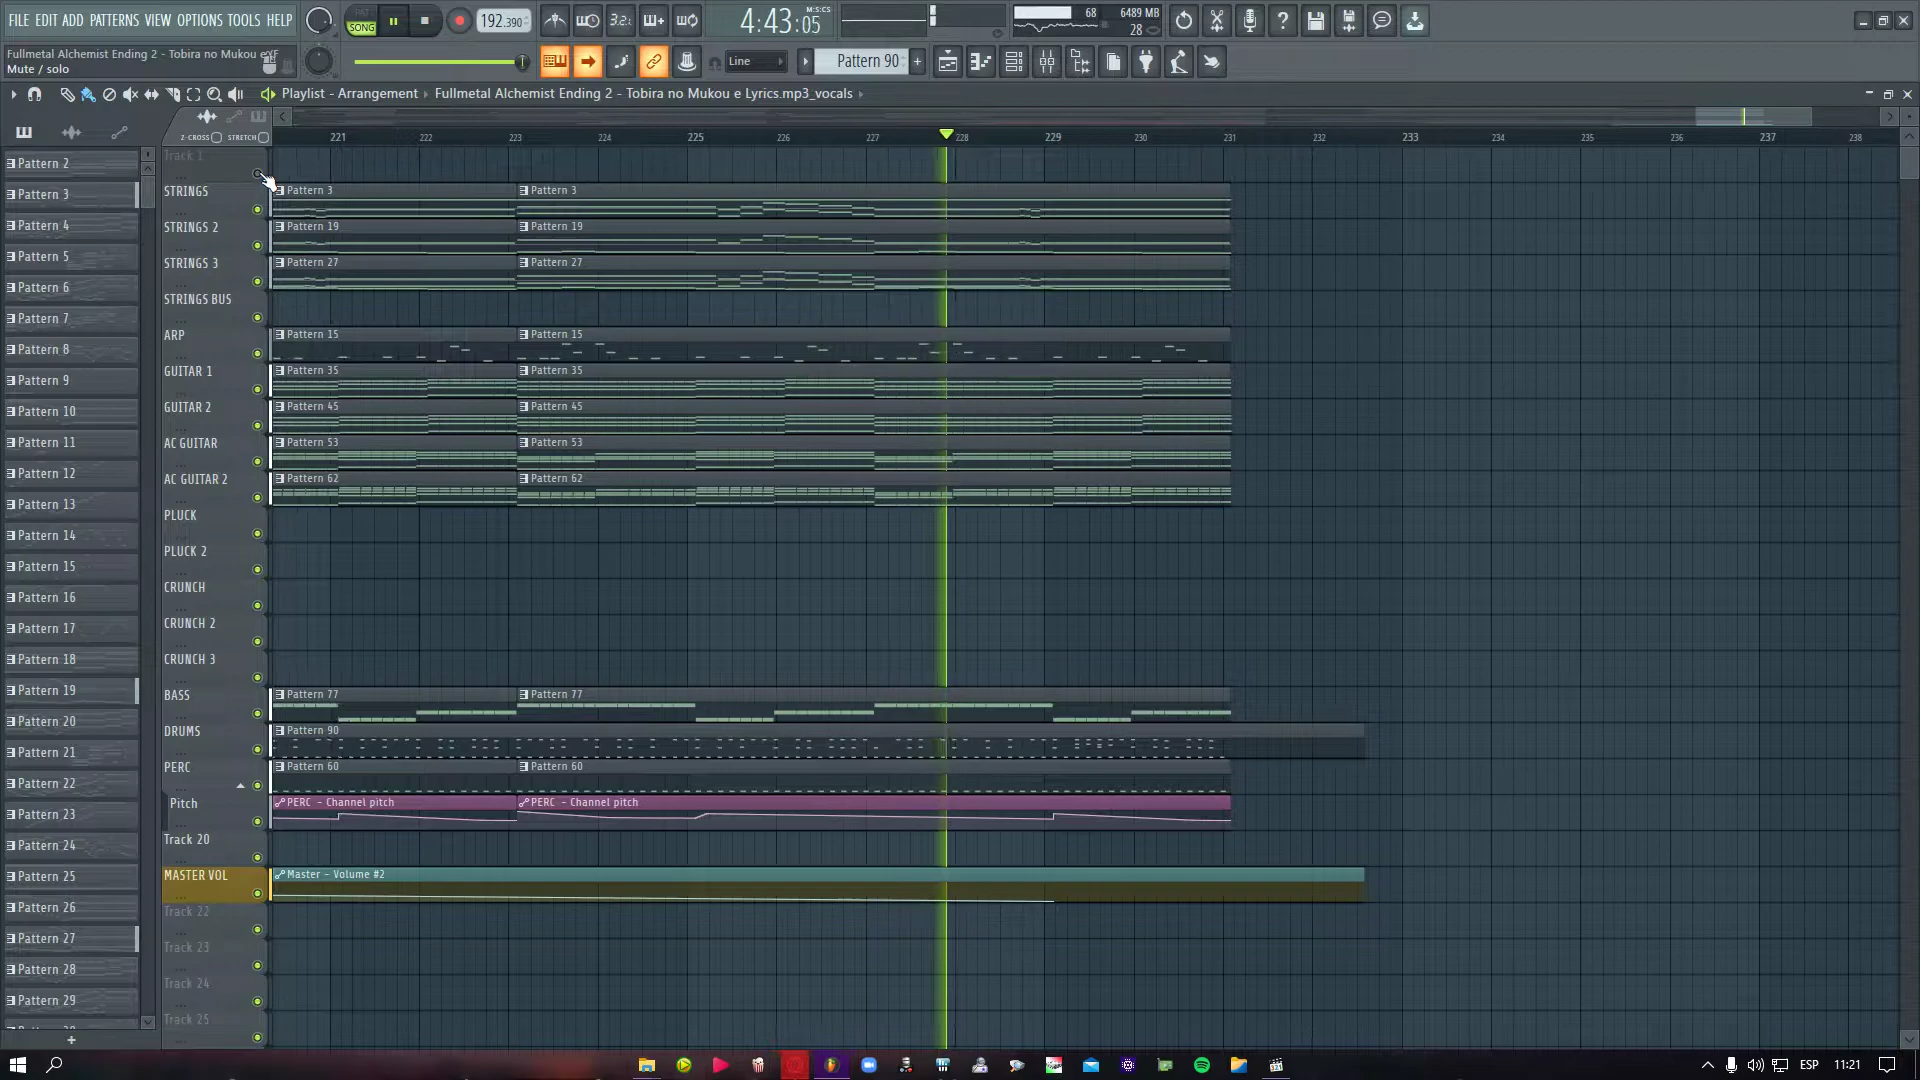 FILE EDIT ADD PATTERNS VIEW OPTIONS TOOLS HELP
PAT
SONG
192.390
3.2.
4:43:05
M:S:CS
68
6489 MB
28
Fullmetal Alchemist Ending 2 - Tobira no Mukou e
Mute / solo
Line
Pattern 90
Playlist - Arrangement
Fullmetal Alchemist Ending 2 - Tobira no Mukou e Lyrics.mp3_vocals
Z-CROSS
STRETCH
221
222
223
224
225
226
227
228
229
230
231
232
233
234
235
236
237
238
Pattern 2
Pattern 3
Pattern 4
Pattern 5
Pattern 6
Pattern 7
Pattern 8
Pattern 9
Pattern 10
Pattern 11
Pattern 12
Pattern 13
Pattern 14
Pattern 15
Pattern 16
Pattern 17
Pattern 18
Pattern 19
Pattern 20
Pattern 21
Pattern 22
Pattern 23
Pattern 24
Pattern 25
Pattern 26
Pattern 27
Pattern 28
Pattern 29
Track 1
STRINGS
Pattern 3
Pattern 3
STRINGS 2
Pattern 19
Pattern 19
STRINGS 3
Pattern 27
Pattern 27
STRINGS BUS
ARP
Pattern 15
Pattern 15
GUITAR 1
Pattern 35
Pattern 35
GUITAR 2
Pattern 45
Pattern 45
AC GUITAR
Pattern 53
Pattern 53
AC GUITAR 2
Pattern 62
Pattern 62
PLUCK
PLUCK 2
CRUNCH
CRUNCH 2
CRUNCH 3
BASS
Pattern 77
Pattern 77
DRUMS
Pattern 90
PERC
Pattern 60
Pattern 60
Pitch
PERC - Channel pitch
PERC - Channel pitch
Track 20
MASTER VOL
Master - Volume #2
Track 22
Track 23
Track 24
Track 25
ESP
11:21